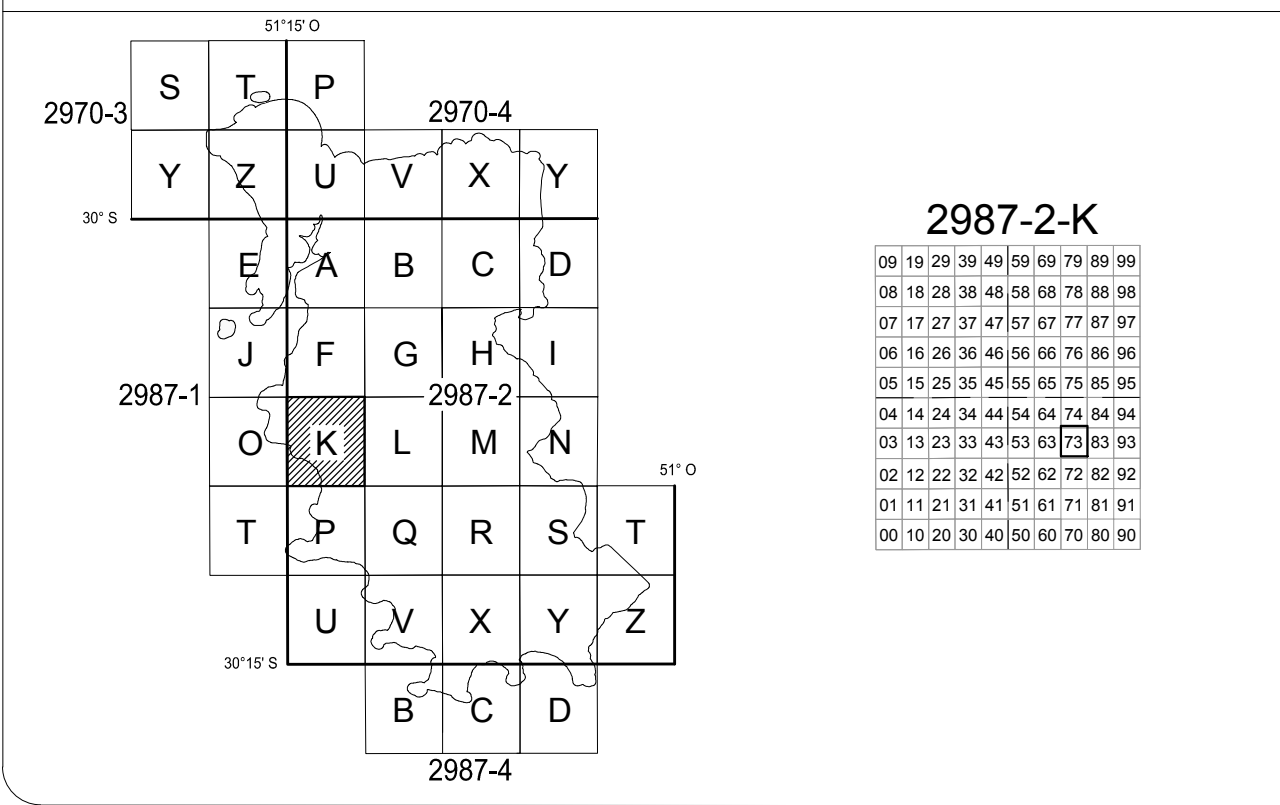 51°15' O
S T P
2970-3
2970-4
Y Z U V X Y
30° S
E A B C D
J F G H I
2987-1
2987-2
O K L M N
51° O
T P Q R S T
U V X Y Z
30°15' S
B C D
2987-4
2987-2-K
09 19 29 39 49 59 69 79 89 99
08 18 28 38 48 58 68 78 88 98
07 17 27 37 47 57 67 77 87 97
06 16 26 36 46 56 66 76 86 96
05 15 25 35 45 55 65 75 85 95
04 14 24 34 44 54 64 74 84 94
03 13 23 33 43 53 63 73 83 93
02 12 22 32 42 52 62 72 82 92
01 11 21 31 41 51 61 71 81 91
00 10 20 30 40 50 60 70 80 90